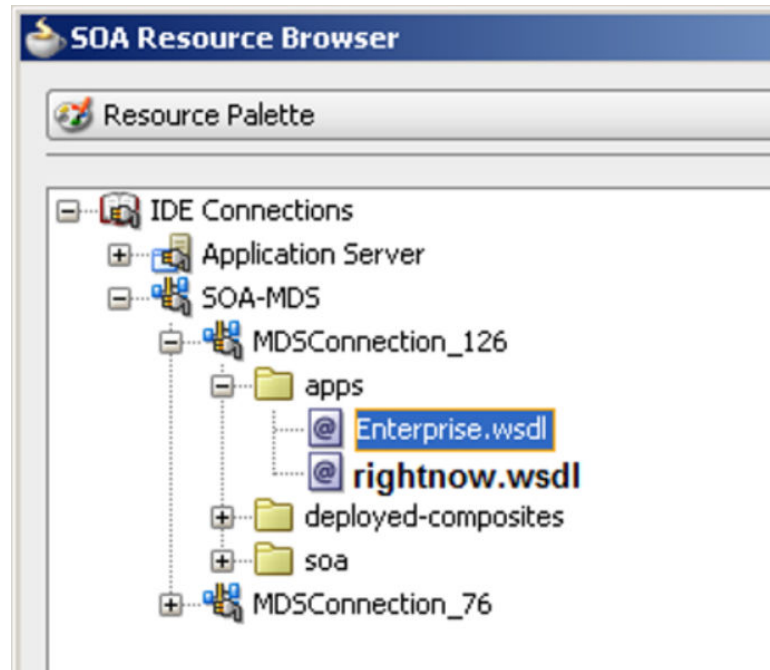 SOA Resource Browser
Resource Palette
IDE Connections
Application Server
SOA-MDS
MDSConnection_126
apps
Enterprise.wsdl
rightnow.wsdl
deployed-composites
soa
MDSConnection_76